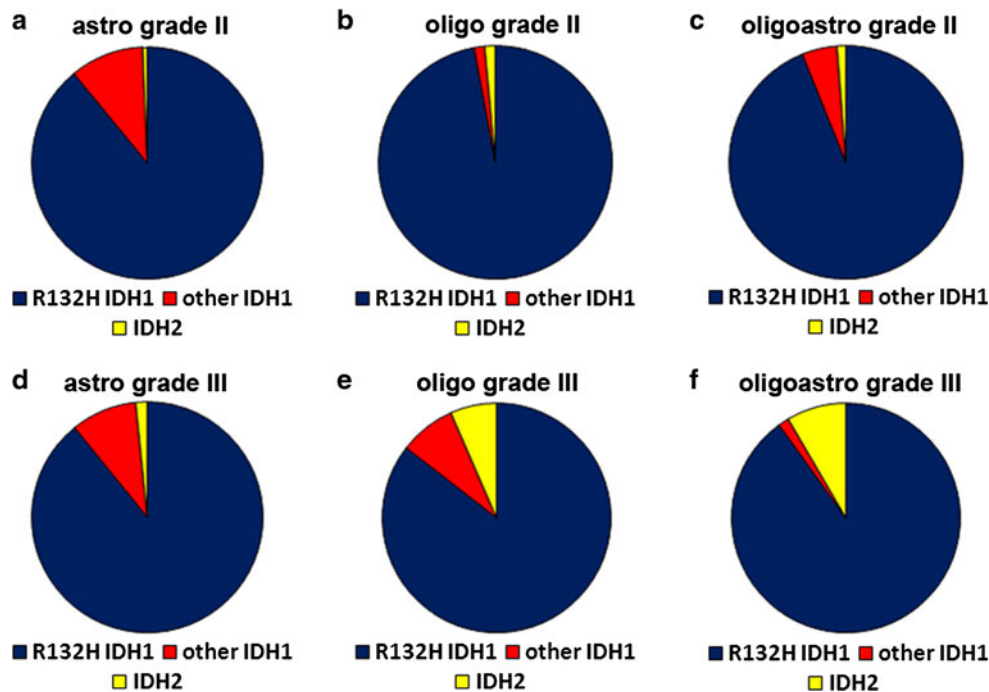 a
astro grade II
R132H IDH1 other IDH1
IDH2
b
oligo grade II
R132H IDH1 other IDH1
IDH2
c
oligoastro grade II
R132H IDH1 other IDH1
IDH2
d
astro grade III
R132H IDH1 other IDH1
IDH2
e
oligo grade III
R132H IDH1 other IDH1
IDH2
f
oligoastro grade III
R132H IDH1 other IDH1
IDH2